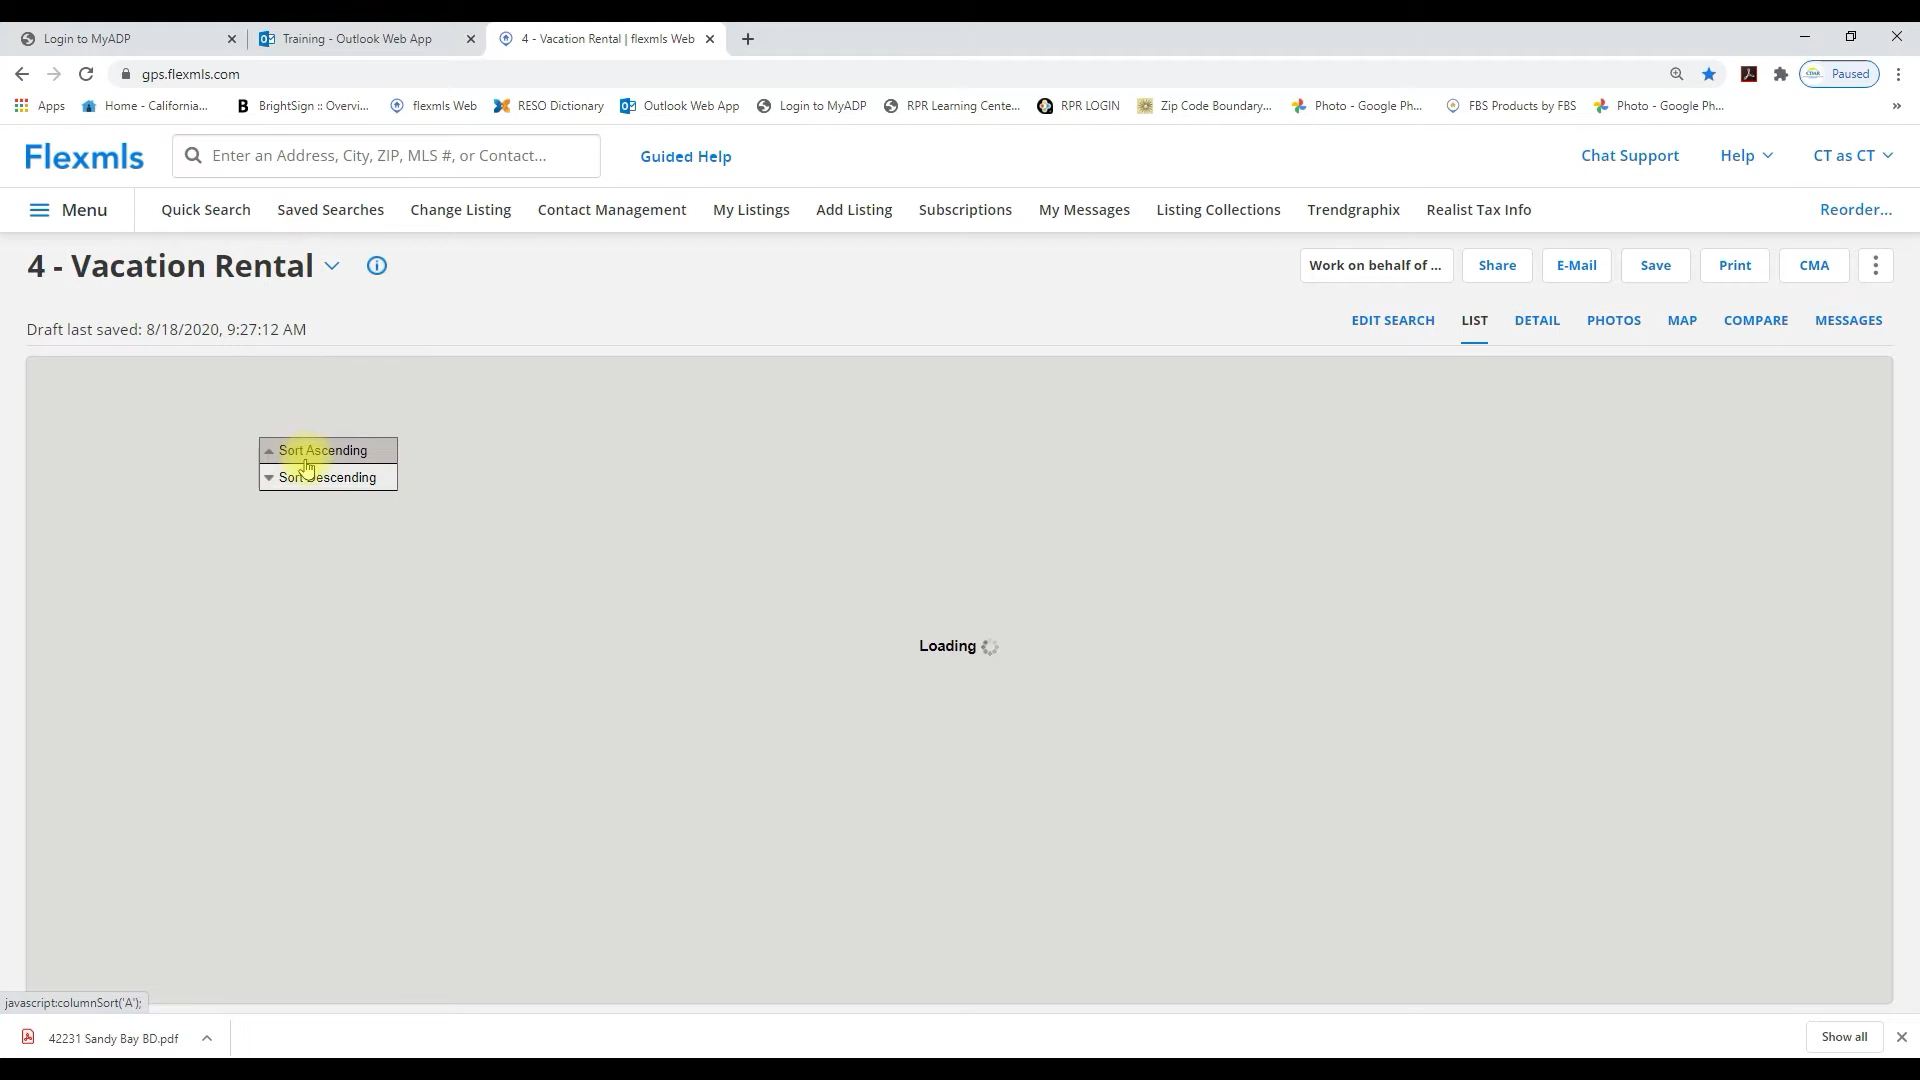 Login to MyADP
Training - Outlook Web App
4 - Vacation Rental | flexmls Web
gps.flexmls.com
Paused
Apps
Home - California...
BrightSign :: Overvi...
flexmls Web
RESO Dictionary
Outlook Web App
Login to MyADP
RPR Learning Cente...
RPR LOGIN
Zip Code Boundary...
Photo - Google Ph...
FBS Products by FBS
Photo - Google Ph...
Flexmls
Enter an Address, City, ZIP, MLS #, or Contact...
Guided Help
Chat Support
Help
CT as CT
Menu
Quick Search
Saved Searches
Change Listing
Contact Management
My Listings
Add Listing
Subscriptions
My Messages
Listing Collections
Trendgraphix
Realist Tax Info
Reorder...
4 - Vacation Rental
Work on behalf of ...
Share
E-Mail
Save
Print
CMA
Draft last saved: 8/18/2020, 9:27:12 AM
EDIT SEARCH
LIST
DETAIL
PHOTOS
MAP
COMPARE
MESSAGES
Sort Ascending
Sort Descending
Loading
javascript:columnSort('A');
42231 Sandy Bay BD.pdf
Show all